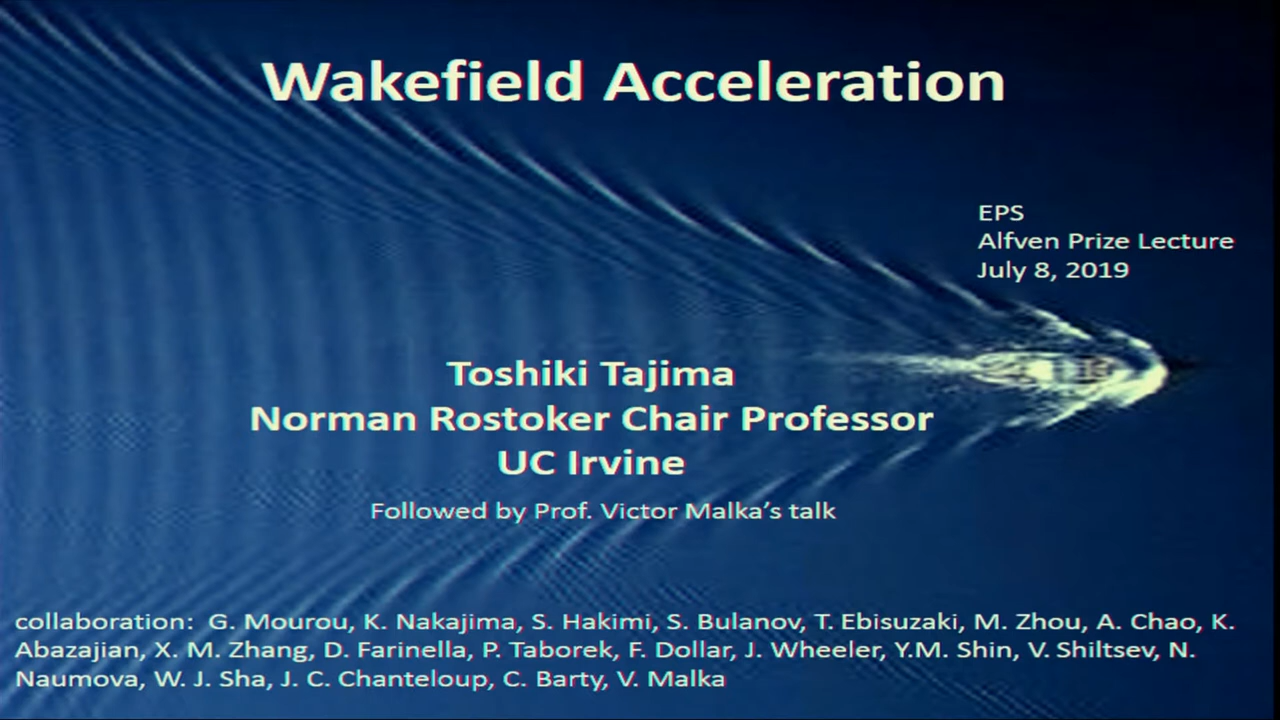 Wakefield Acceleration
EPS
Alfven Prize Lecture
July 8, 2019
Toshiki Tajima
Norman Rostoker Chair Professor
UC Irvine
Followed by Prof. Victor Malka’s talk
collaboration:  G. Mourou, K. Nakajima, S. Hakimi, S. Bulanov, T. Ebisuzaki, M. Zhou, A. Chao, K.
Abazajian, X. M. Zhang, D. Farinella, P. Taborek, F. Dollar, J. Wheeler, Y.M. Shin, V. Shiltsev, N.
Naumova, W. J. Sha, J. C. Chanteloup, C. Barty, V. Malka